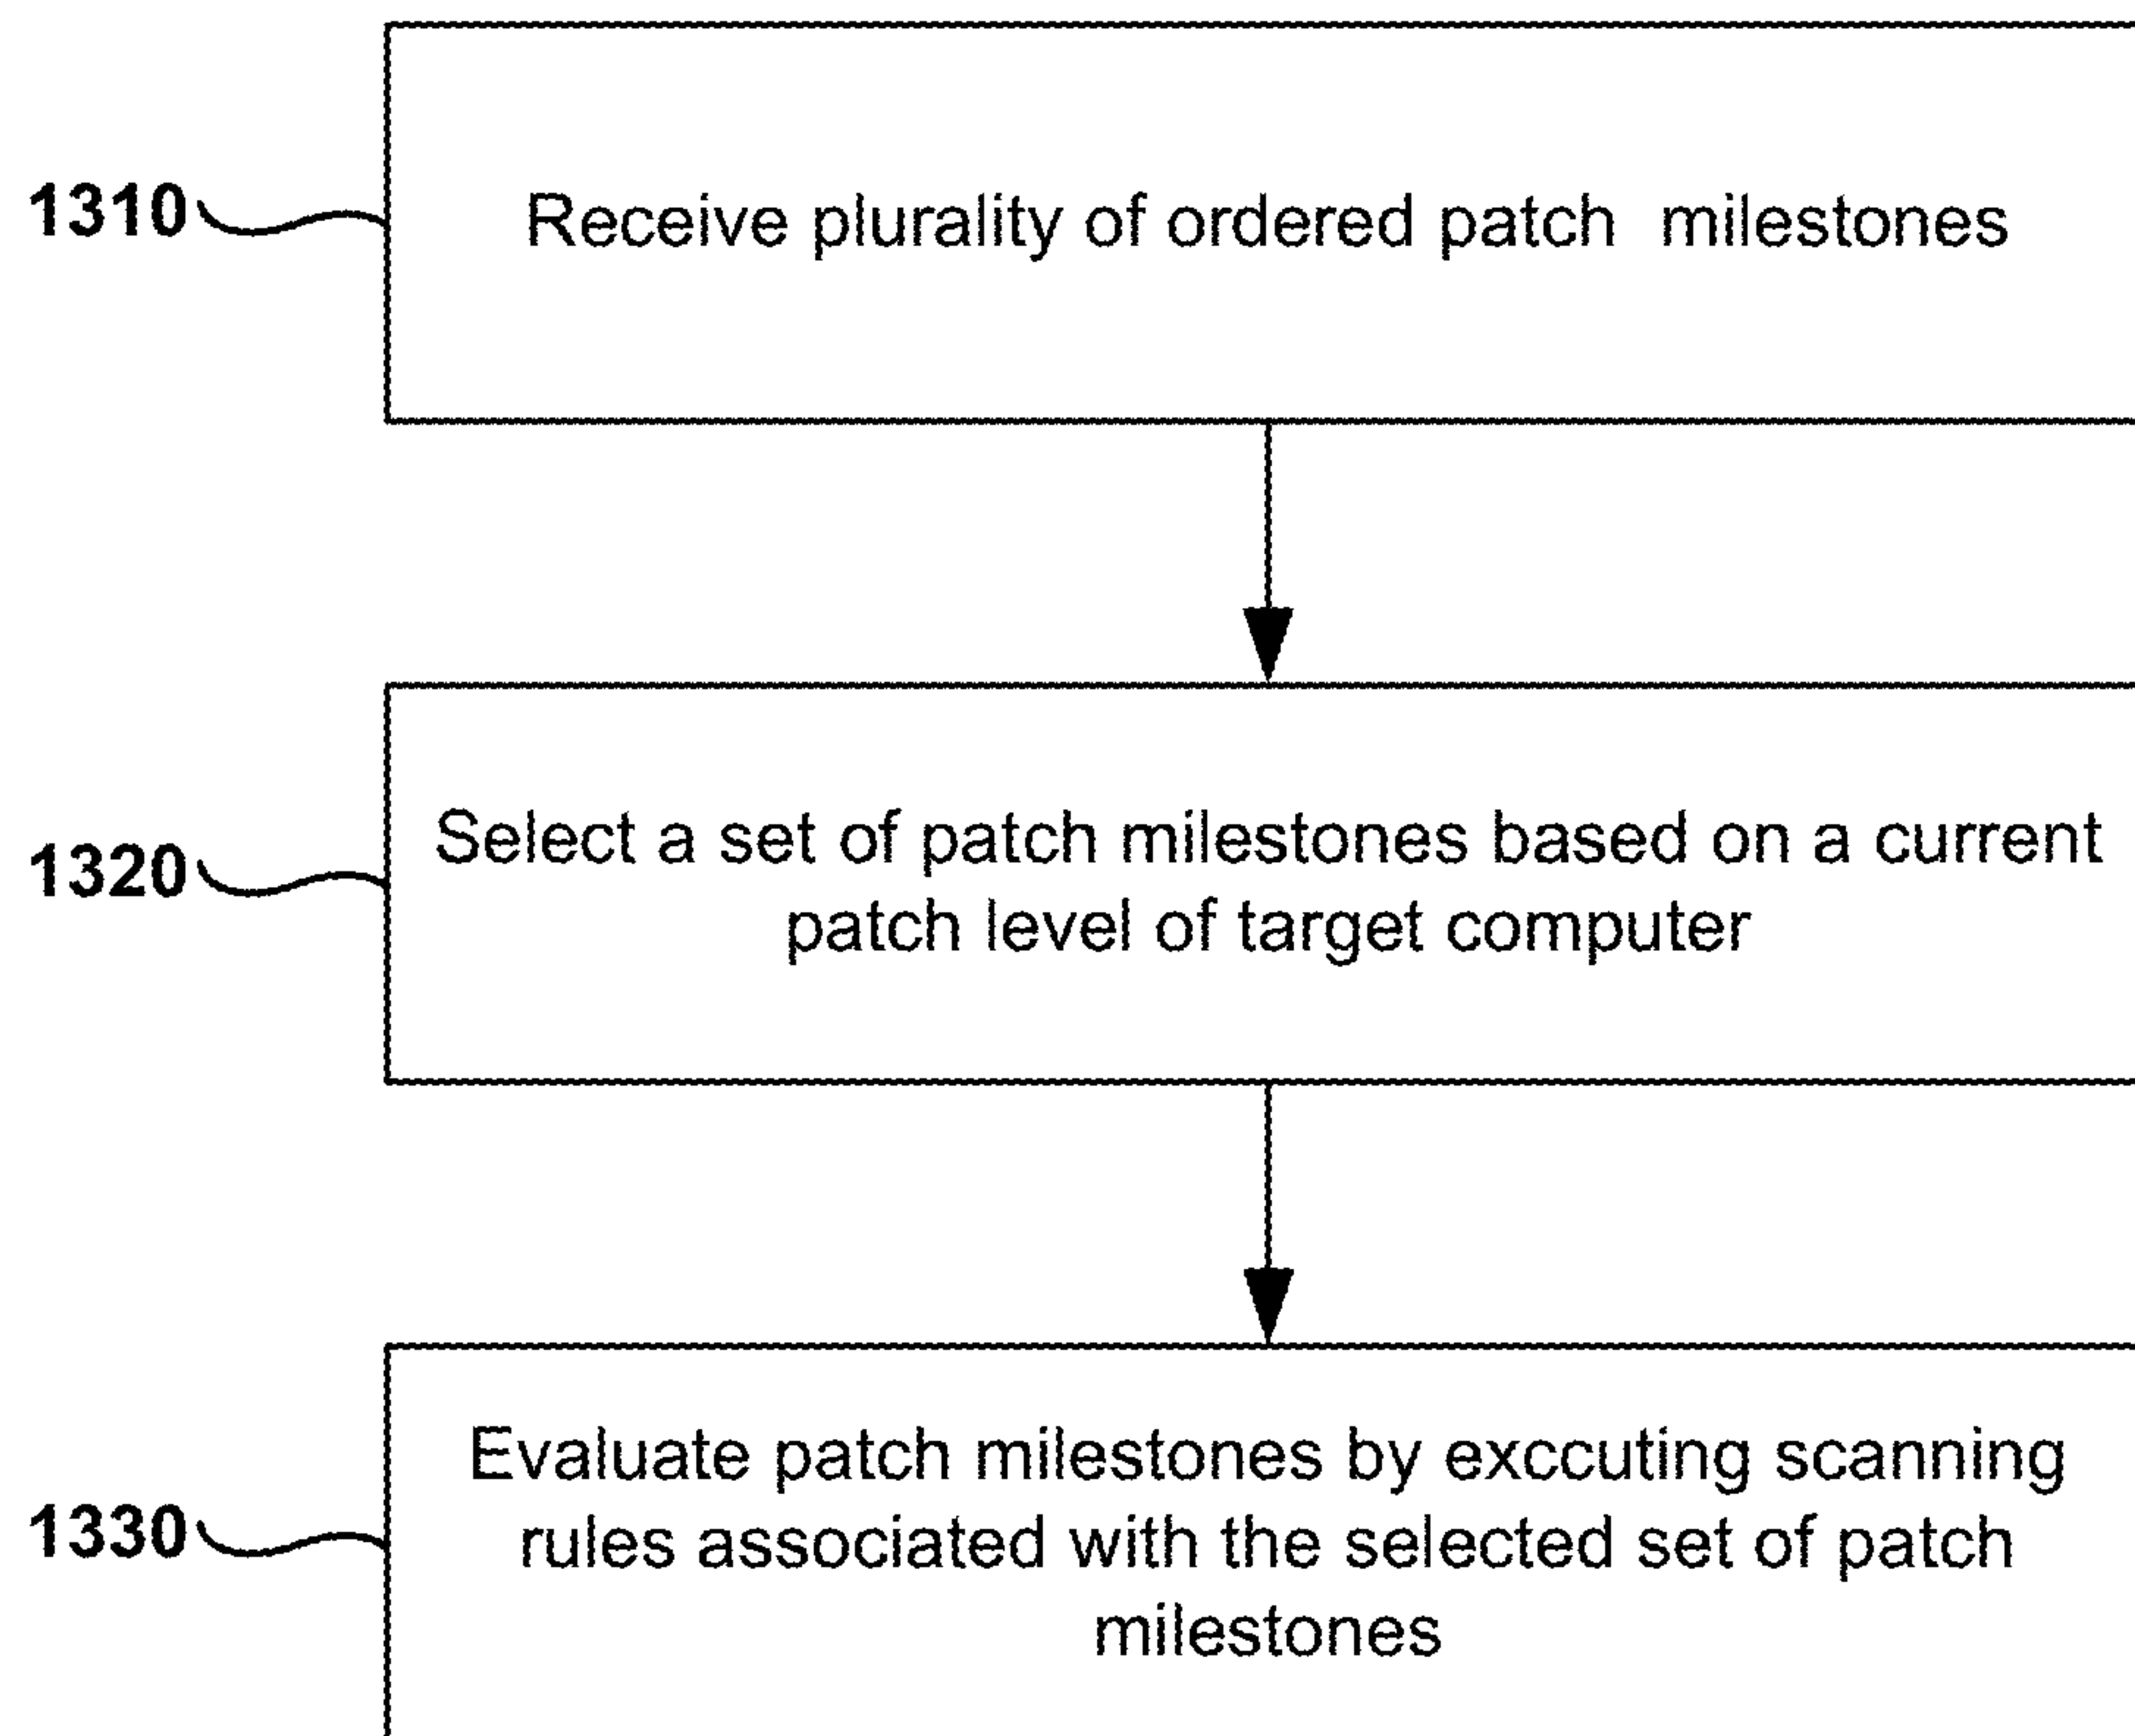 1310
Receive plurality of ordered patch milestones
1320
Select a set of patch milestones based on a current
patch level of target computer
1330
Evaluate patch milestones by exccuting scanning
rules associated with the selected set of patch
milestones